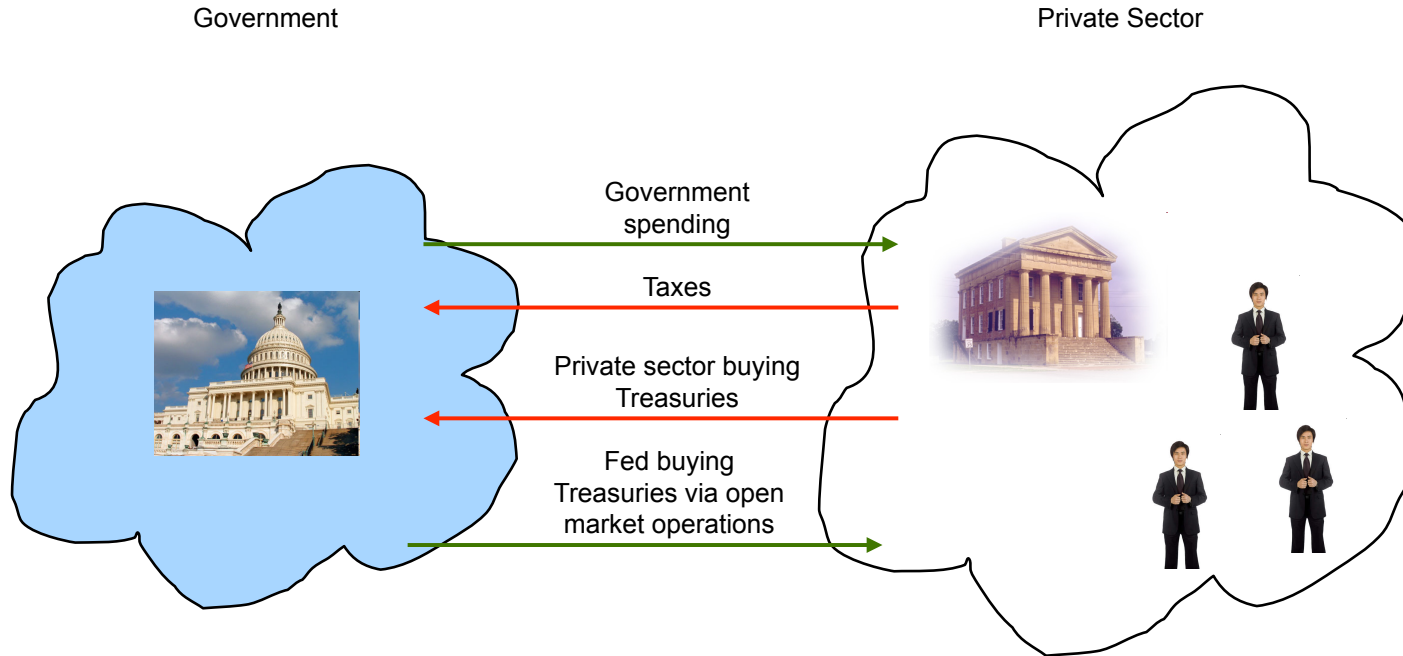 Government
Private Sector
Government
spending
Taxes
Private sector buying
Treasuries
Fed buying
Treasuries via open
market operations